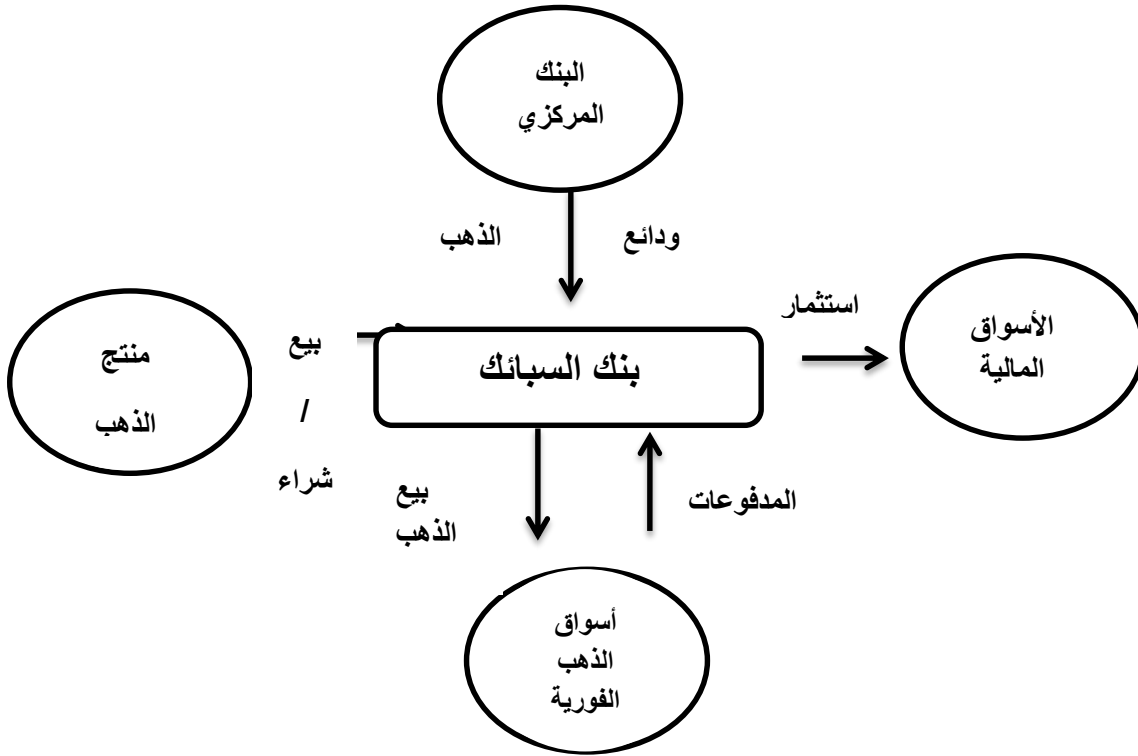 البنك
المركزي
ودائع الذهب
استثمار
الأسواق
المالية
منتج
الذهب
بيع
/
شراء
بنك السبائك
بيع
الذهب
المدفوعات
أسواق
الذهب
الفورية